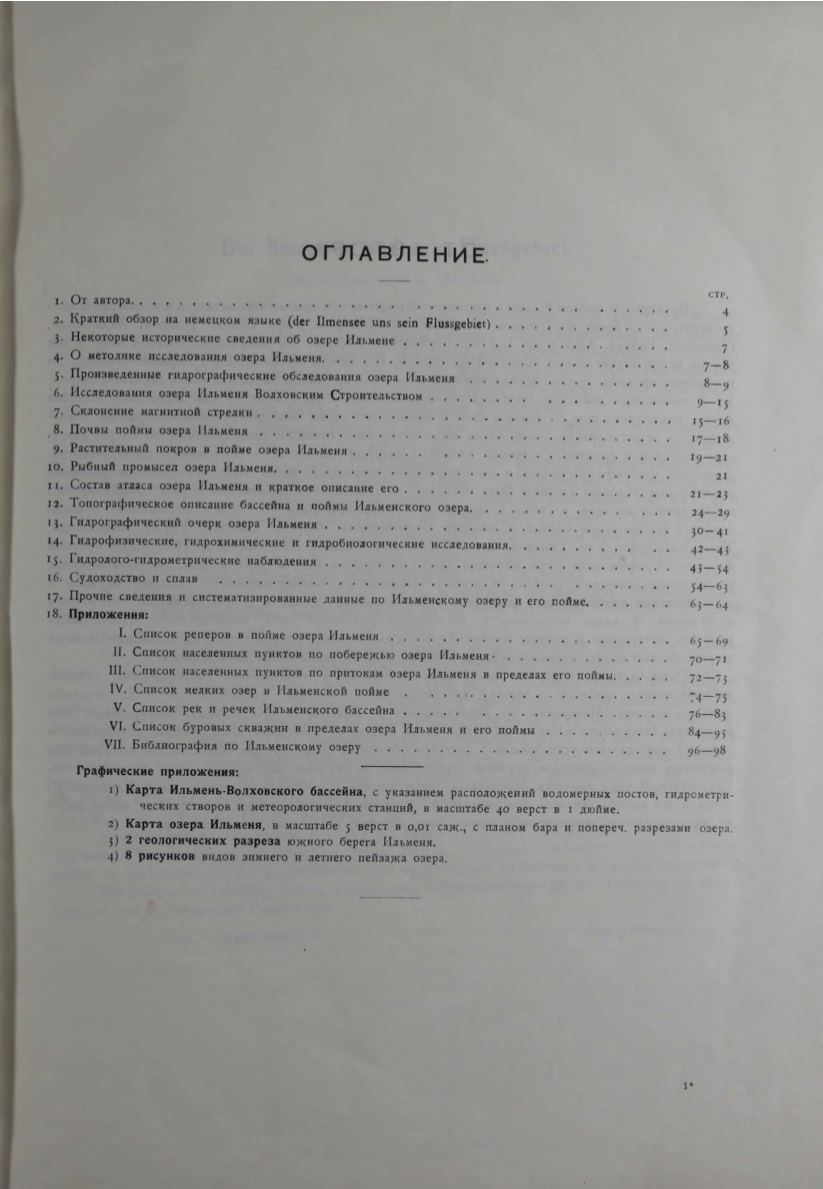 ОГЛАВЛЕНИЕ.
СТР.
1. От автора. . . . . . . . . . . . . . . . . . . . . . . . . . 4
2. Краткий обзор на немецком языке (der Ilmensee uns sein Flussgebiet) . . . . . . . . . . 5
3. Некоторые исторические сведения об озере Ильмене . . . . . . . . . . . . . . 7
4. О методике исследования озера Ильменя. . . . . . . . . . . . . . . . . . 7—8
5. Произведенные гидрографические обследования озера Ильменя . . . . . . . . . . . 8—9
6. Исследования озера Ильменя Волховским Строительством . . . . . . . . . . . . . 9—15
7. Склонение магнитной стрелки . . . . . . . . . . . . . . . . . . . . . . 15—16
8. Почвы поймы озера Ильменя . . . . . . . . . . . . . . . . . . . . . . 17—18
9. Растительный покров в пойме озера Ильменя . . . . . . . . . . . . . . . . . 19—21
10. Рыбный промысел озера Ильменя. . . . . . . . . . . . . . . . . . . . . 21
11. Состав атласа озера Ильменя и краткое описание его . . . . . . . . . . . . . . 21—23
12. Топографическое описание бассейна и поймы Ильменского озера. . . . . . . . . . . 24—29
13. Гидрографический очерк озера Ильменя . . . . . . . . . . . . . . . . . . 30—41
14. Гидрофизические, гидрохимические и гидробиологические исследования. . . . . . . . . . 42—43
15. Гидролого-гидрометрические наблюдения . . . . . . . . . . . . . . . . . . 43—54
16. Судоходство и сплав . . . . . . . . . . . . . . . . . . . . . . . . 54—63
17. Прочие сведения и систематизированные данные по Ильменскому озеру и его пойме. . . . . . . 63—64
18. Приложения:
I. Список реперов в пойме озера Ильменя . . . . . . . . . . . . . . . . 65—69
II. Список населенных пунктов по побережью озера Ильменя . . . . . . . . . . 70—71
III. Список населенных пунктов по притокам озера Ильменя в пределах его поймы. . . . . 72—73
IV. Список мелких озер в Ильменской пойме . . . . . . . . . . . . . . . 74—75
V. Список рек и речек Ильменского бассейна . . . . . . . . . . . . . . . 76—83
VI. Список буровых скважин в пределах озера Ильменя и его поймы . . . . . . . . . 84—95
VII. Библиография по Ильменскому озеру . . . . . . . . . . . . . . . . . 96—98
Графические приложения:
1) Карта Ильмень-Волховского бассейна, с указанием расположений водомерных постов, гидрометри-
ческих створов и метеорологических станций, в масштабе 40 верст в 1 дюйме.
2) Карта озера Ильменя, в масштабе 5 верст в 0,01 саж., с планом бара и попереч. разрезами озера.
3) 2 геологических разреза южного берега Ильменя.
4) 8 рисунков видов зимнего и летнего пейзажа озера.
1*